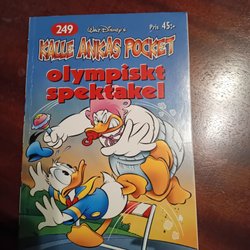 249
Walt Disney's
Pris 45:-
KALLE ANKAS POCKET
olympiskt
spektakel